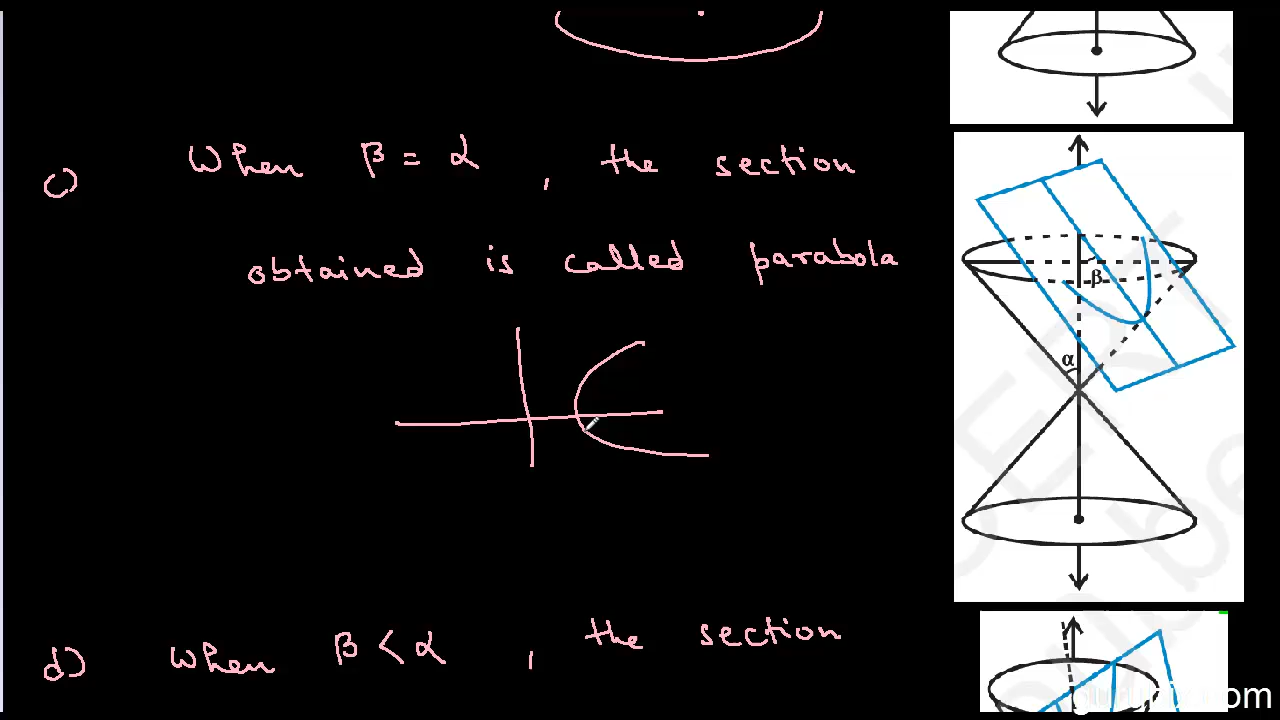 c) When β = α, the section
obtained is called parabola
β
α
d) When β < α, the section